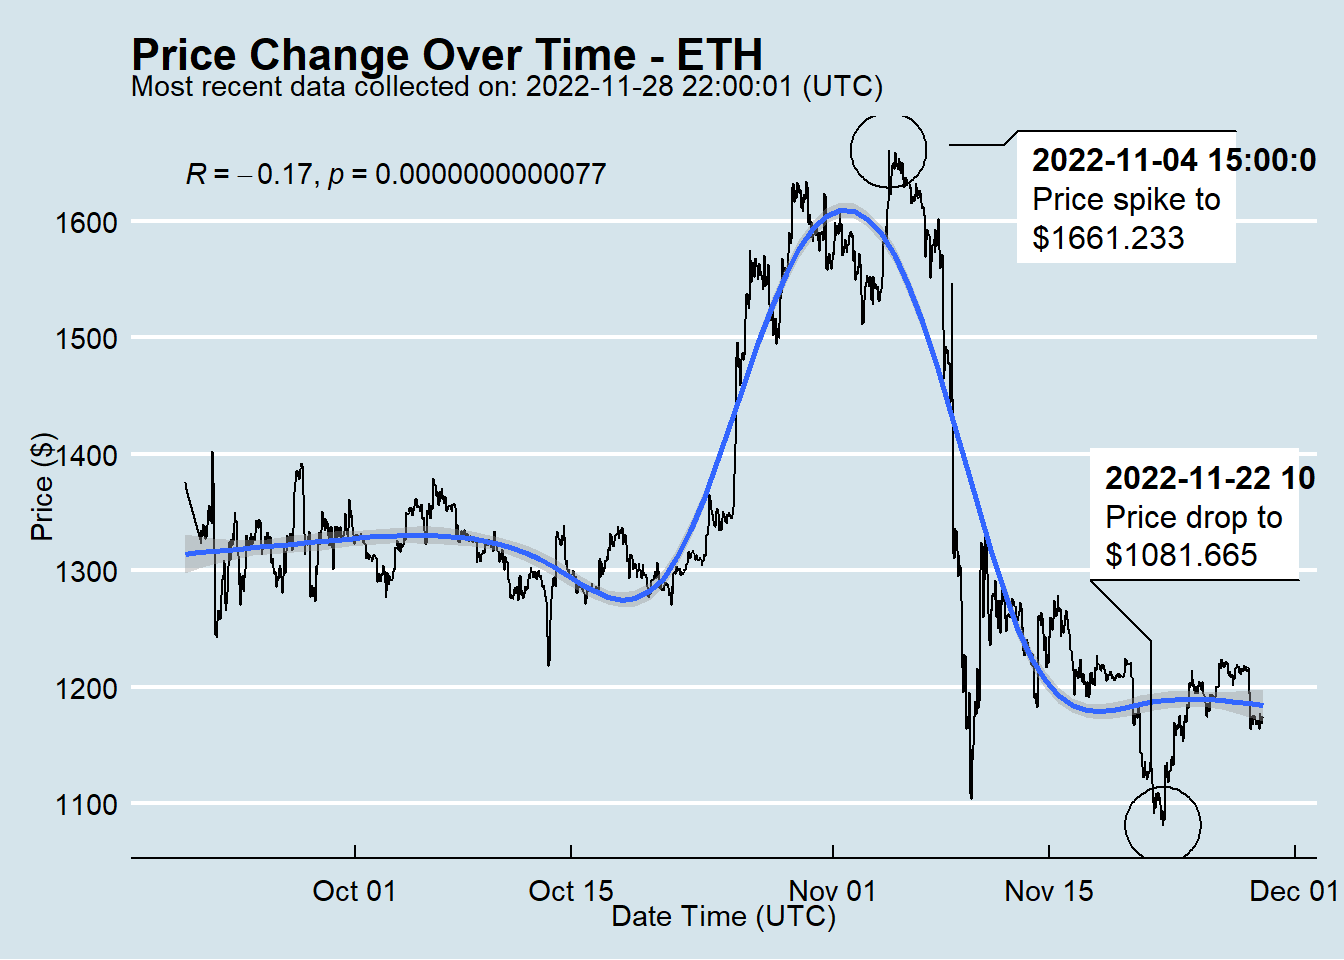 Price Change Over Time - ETH
Most recent data collected on: 2022-11-28 22:00:01 (UTC)
R = −0.17, p = 0.0000000000077
2022-11-04 15:00:0
Price spike to
$1661.233
2022-11-22 10
Price drop to
$1081.665
Price ($)
1600
1500
1400
1300
1200
1100
Oct 01
Oct 15
Nov 01
Nov 15
Dec 01
Date Time (UTC)